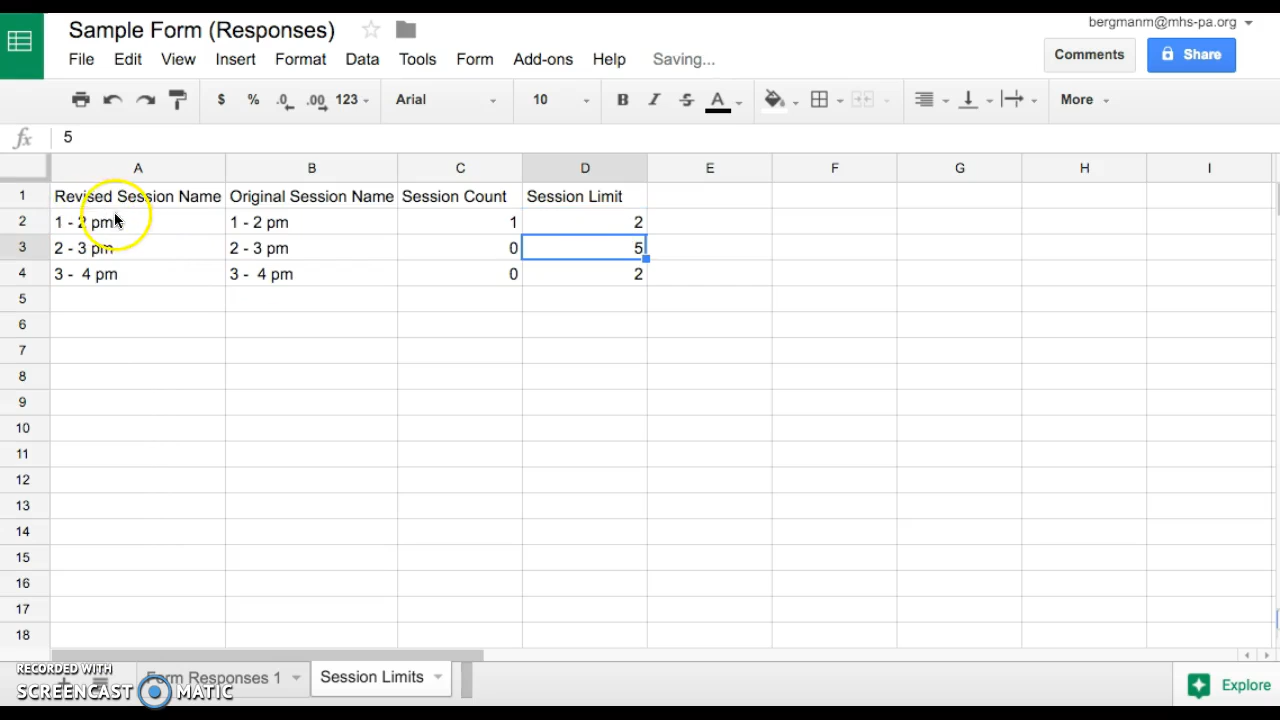 Sample Form (Responses)
bergmanm@mhs-pa.org
File Edit View Insert Format Data Tools Form Add-ons Help Saving...
Comments Share
$ % .0 .00 123 Arial 10 B I S A More
fx 5
A B C D E F G H I
1 Revised Session Name Original Session Name Session Count Session Limit
2 1 - 2 pm 1 - 2 pm 1 2
3 2 - 3 pm 2 - 3 pm 0 5
4 3 - 4 pm 3 - 4 pm 0 2
5
6
7
8
9
10
11
12
13
14
15
16
17
18
RECORDED WITH
SCREENCAST MATIC
Form Responses 1 Session Limits Explore